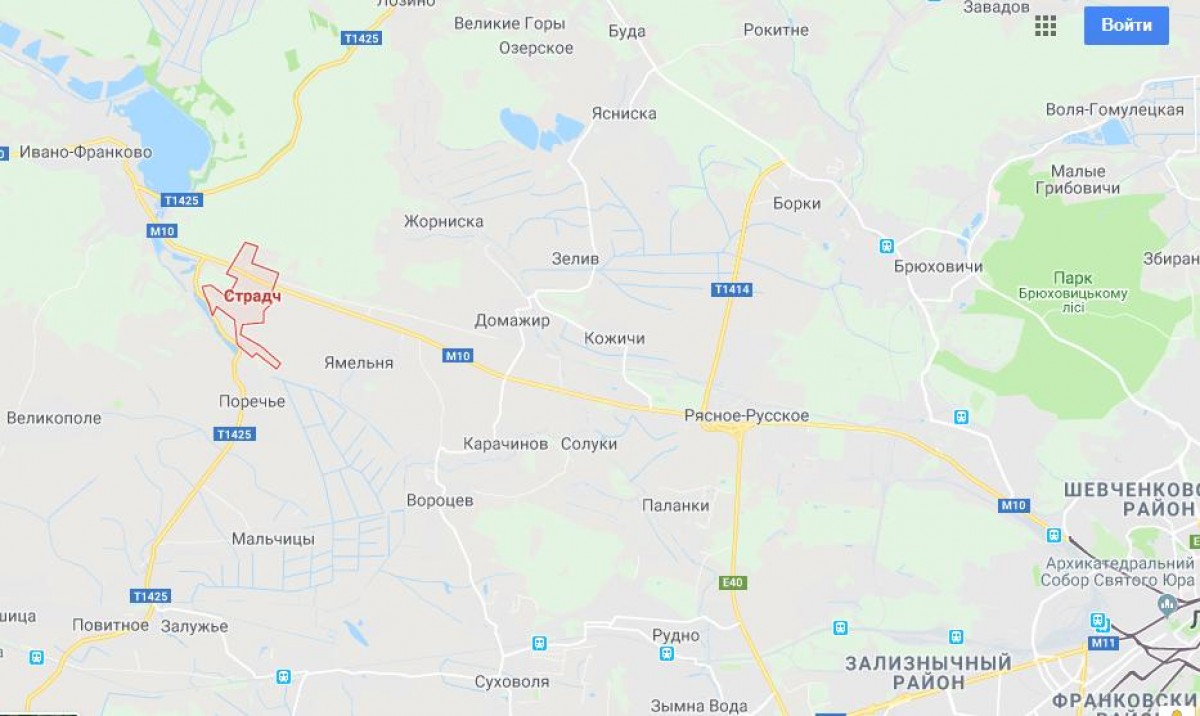 Лозино
Великие Горы
Буда
Рокитне
Завадов
Войти
T1425
Озерское
Ясниска
Воля-Гомулецкая
Ивано-Франково
Малые
Грибовичи
T1425
Борки
M10
Жорниска
Зелив
Брюховичи
Збиран
Парк
Брюховицькому
лісі
T1414
Страдч
Домажир
Кожичи
M10
Ямельня
Поречье
Великополе
Рясное-Русское
T1425
Карачинов
Солуки
Вороцев
Паланки
M10
ШЕВЧЕНКОВС
РАЙОН
Мальчицы
E
Архикатедральний
Собор Святого Юра
E40
T1425
шица
Повитное
Залужье
Рудно
Л
M11
ЗАЛИЗНЫЧНЫЙ
РАЙОН
Суховоля
Зымна Вода
ФРАНКОВСКИ
РАЙОН